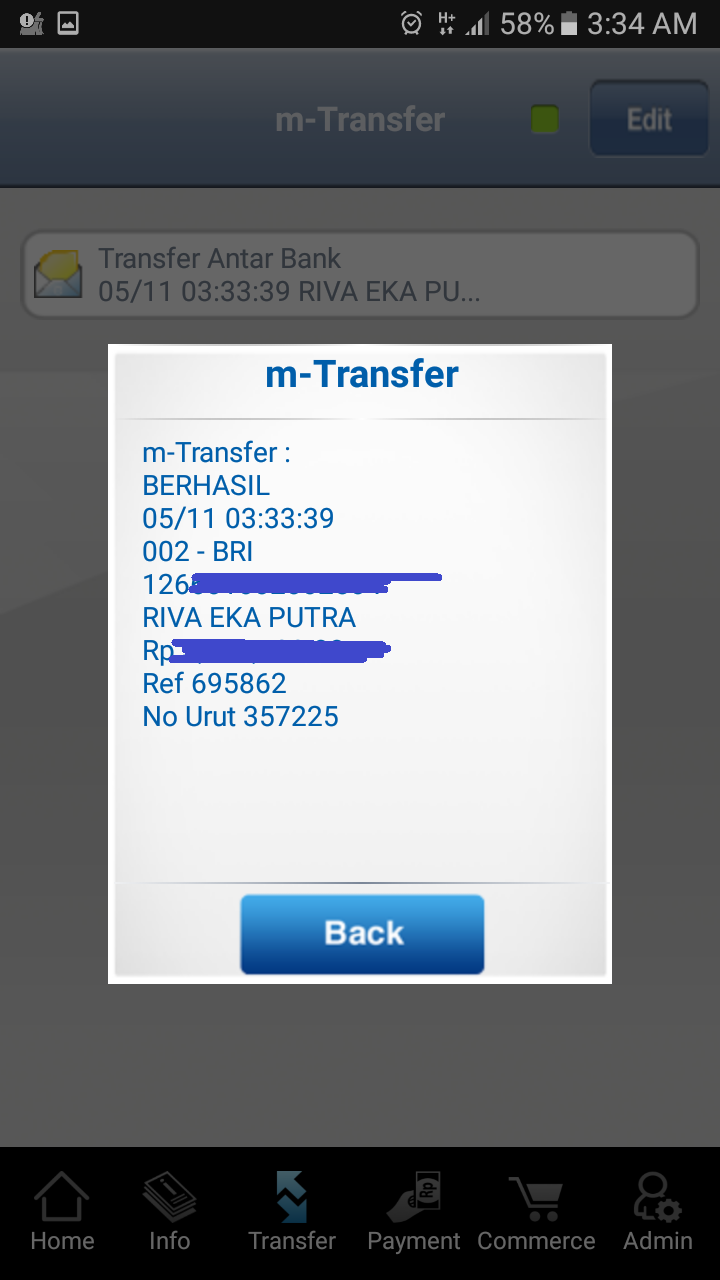 58% 3:34 AM
m-Transfer
Edit
Transfer Antar Bank
05/11 03:33:39 RIVA EKA PU...
m-Transfer
m-Transfer :
BERHASIL
05/11 03:33:39
002 - BRI
126
RIVA EKA PUTRA
Rp
Ref 695862
No Urut 357225
Back
Home Info Transfer Payment Commerce Admin